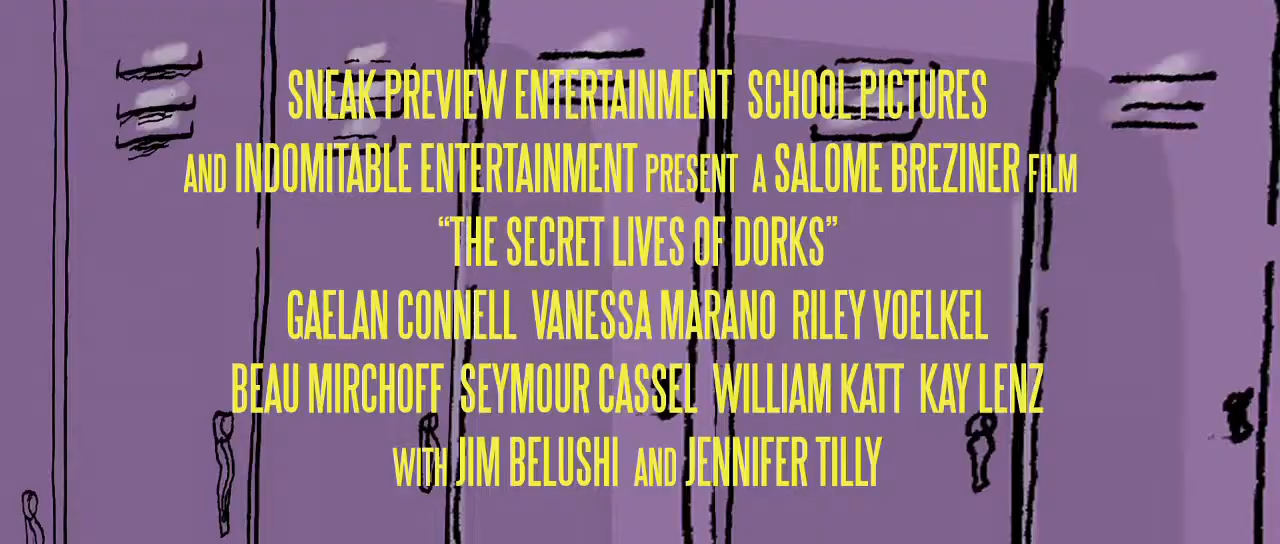 SNEAK PREVIEW ENTERTAINMENT SCHOOL PICTURES
AND INDOMITABLE ENTERTAINMENT PRESENT A SALOME BREZINER FILM
“THE SECRET LIVES OF DORKS”
GAELAN CONNELL VANESSA MARANO RILEY VOELKEL
BEAU MIRCHOFF SEYMOUR CASSEL WILLIAM KATT KAY LENZ
WITH JIM BELUSHI AND JENNIFER TILLY